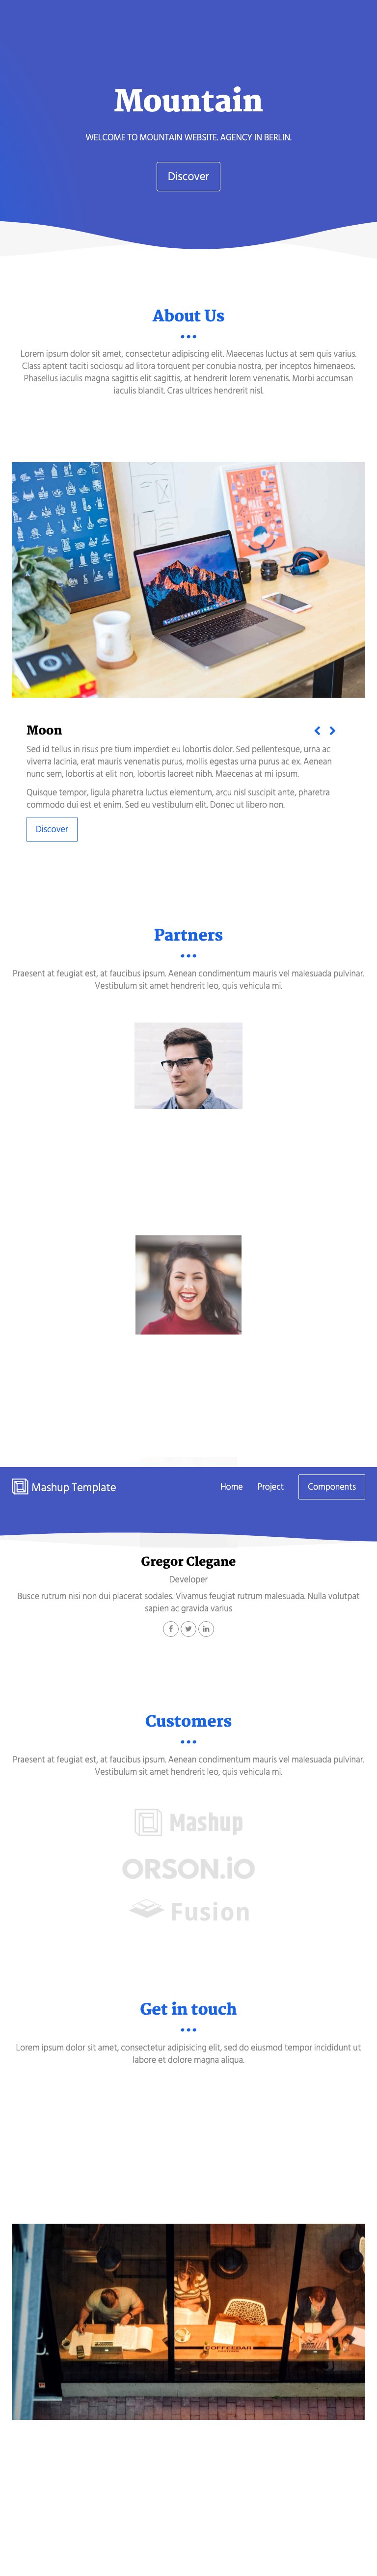 Mountain
WELCOME TO MOUNTAIN WEBSITE. AGENCY IN BERLIN.
Discover
About Us
Lorem ipsum dolor sit amet, consectetur adipiscing elit. Maecenas luctus at sem quis varius.
Class aptent taciti sociosqu ad litora torquent per conubia nostra, per inceptos himenaeos.
Phasellus iaculis magna sagittis elit sagittis, at hendrerit lorem venenatis. Morbi accumsan
iaculis blandit. Cras ultrices hendrerit nisl.
Moon
Sed id tellus in risus pre tium imperdiet eu lobortis dolor. Sed pellentesque, urna ac
viverra lacinia, erat mauris venenatis purus, mollis egestas urna purus ac ex. Aenean
nunc sem, lobortis at elit non, lobortis laoreet nibh. Maecenas at mi ipsum.
Quisque tempor, ligula pharetra luctus elementum, arcu nisl suscipit ante, pharetra
commodo dui est et enim. Sed eu vestibulum elit. Donec ut libero non.
Discover
Partners
Praesent at feugiat est, at faucibus ipsum. Aenean condimentum mauris vel malesuada pulvinar.
Vestibulum sit amet hendrerit leo, quis vehicula mi.
Mashup Template
Home
Project
Components
Gregor Clegane
Developer
Busce rutrum nisi non dui placerat sodales. Vivamus feugiat rutrum malesuada. Nulla volutpat
sapien ac gravida varius
Customers
Praesent at feugiat est, at faucibus ipsum. Aenean condimentum mauris vel malesuada pulvinar.
Vestibulum sit amet hendrerit leo, quis vehicula mi.
Mashup
ORSON.iO
Fusion
Get in touch
Lorem ipsum dolor sit amet, consectetur adipisicing elit, sed do eiusmod tempor incididunt ut
labore et dolore magna aliqua.
COFFEEBAR